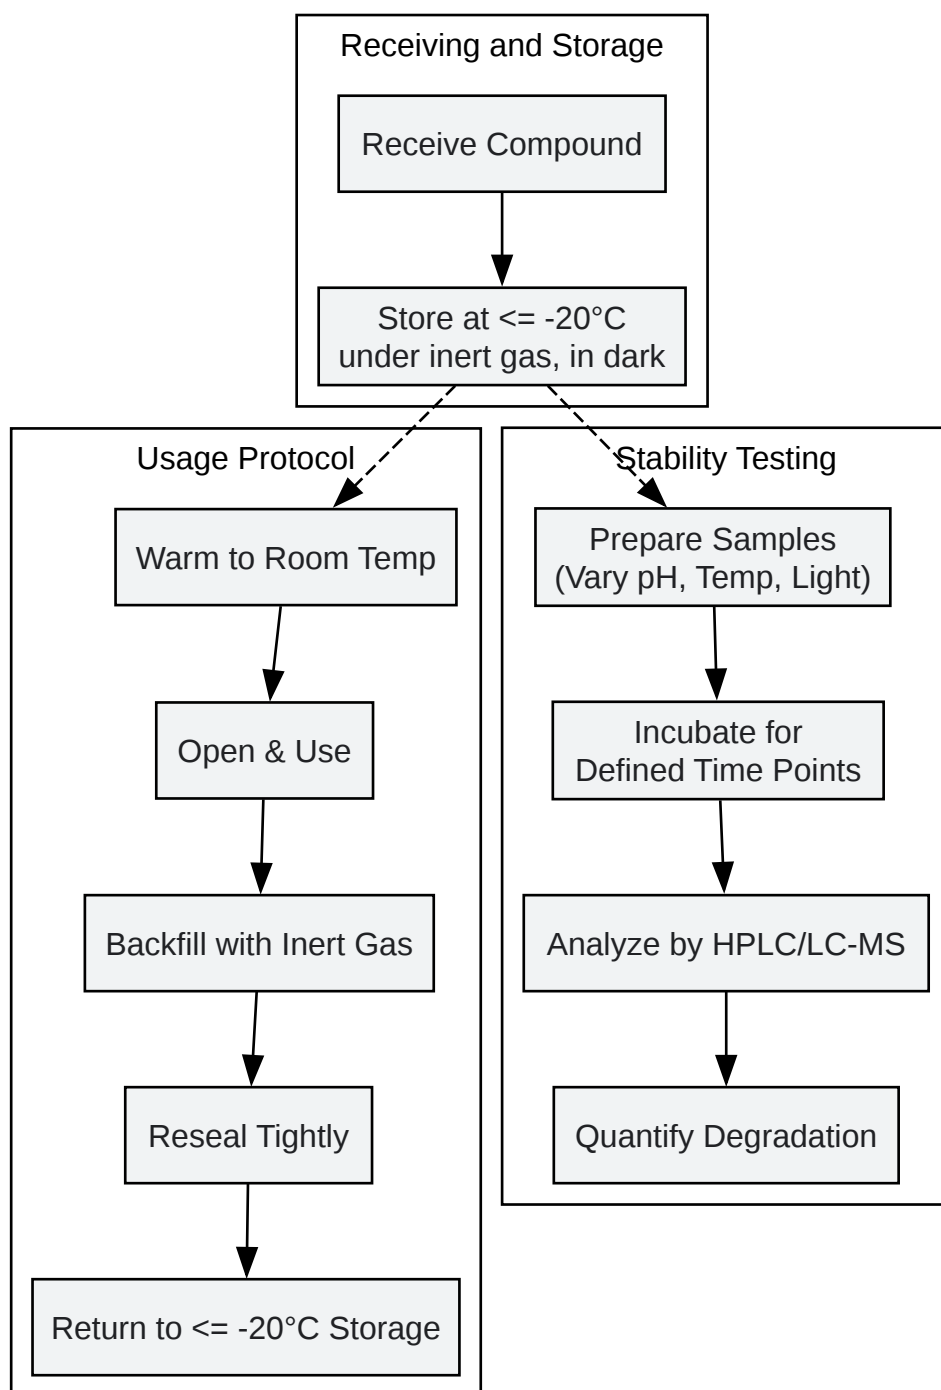 Receiving and Storage
Receive Compound
Store at <= -20°C
under inert gas, in dark
Usage Protocol
Warm to Room Temp
Open & Use
Backfill with Inert Gas
Reseal Tightly
Return to <= -20°C Storage
Stability Testing
Prepare Samples
(Vary pH, Temp, Light)
Incubate for
Defined Time Points
Analyze by HPLC/LC-MS
Quantify Degradation